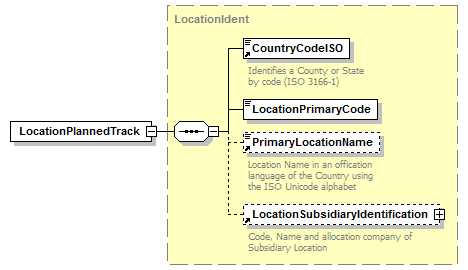 LocationIdent
CountryCodeISO
Identifies a County or State
by code (ISO 3166-1)
LocationPrimaryCode
LocationPlannedTrack
PrimaryLocationName
Location Name in an offication
language of the Country using
the ISO Unicode alphabet
LocationSubsidiaryIdentification
Code, Name and allocation company of
Subsidiary Location